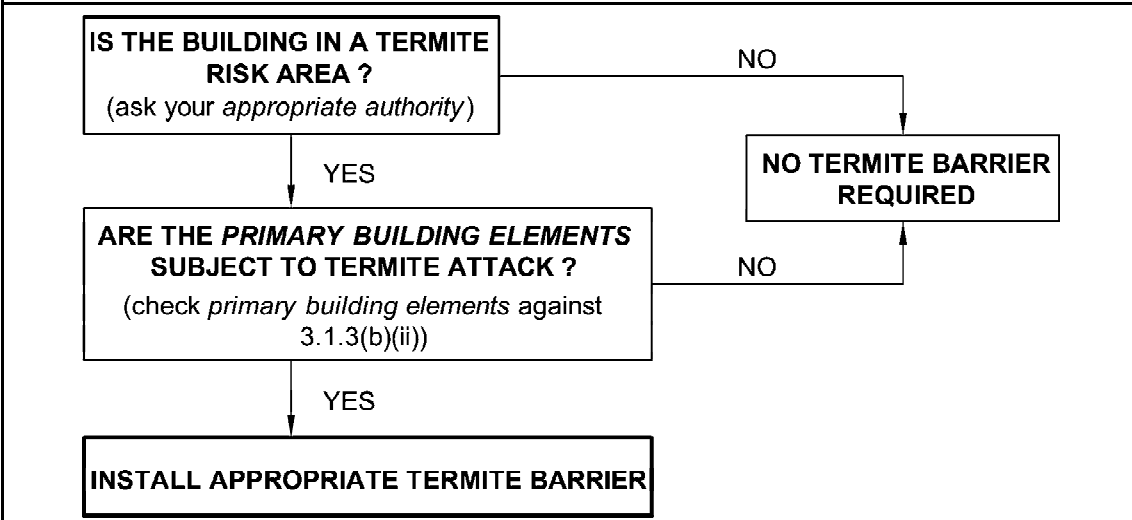 IS THE BUILDING IN A TERMITE
RISK AREA ?
(ask your appropriate authority)
NO
YES
NO TERMITE BARRIER
REQUIRED
ARE THE PRIMARY BUILDING ELEMENTS
SUBJECT TO TERMITE ATTACK ?
(check primary building elements against
3.1.3(b)(ii))
NO
YES
INSTALL APPROPRIATE TERMITE BARRIER